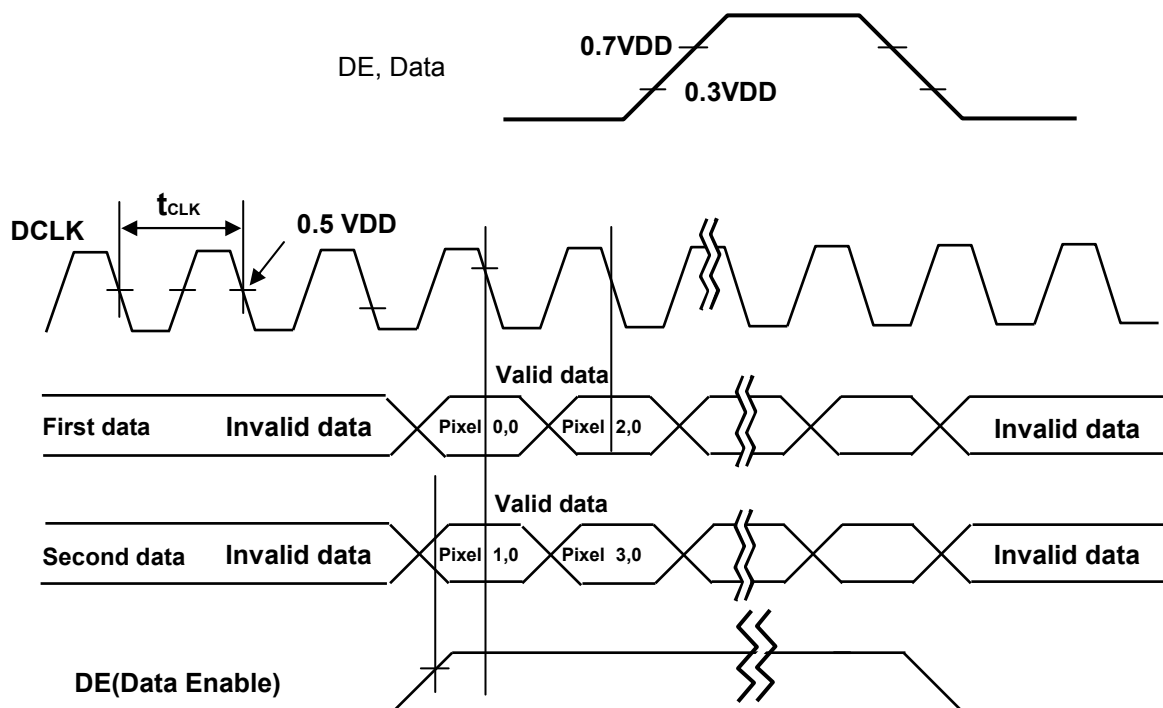 0.7VDD
DE, Data
0.3VDD
tCLK
0.5 VDD
DCLK
Valid data
First data Invalid data Pixel 0,0 Pixel 2,0 Invalid data
Valid data
Second data Invalid data Pixel 1,0 Pixel 3,0 Invalid data
DE(Data Enable)